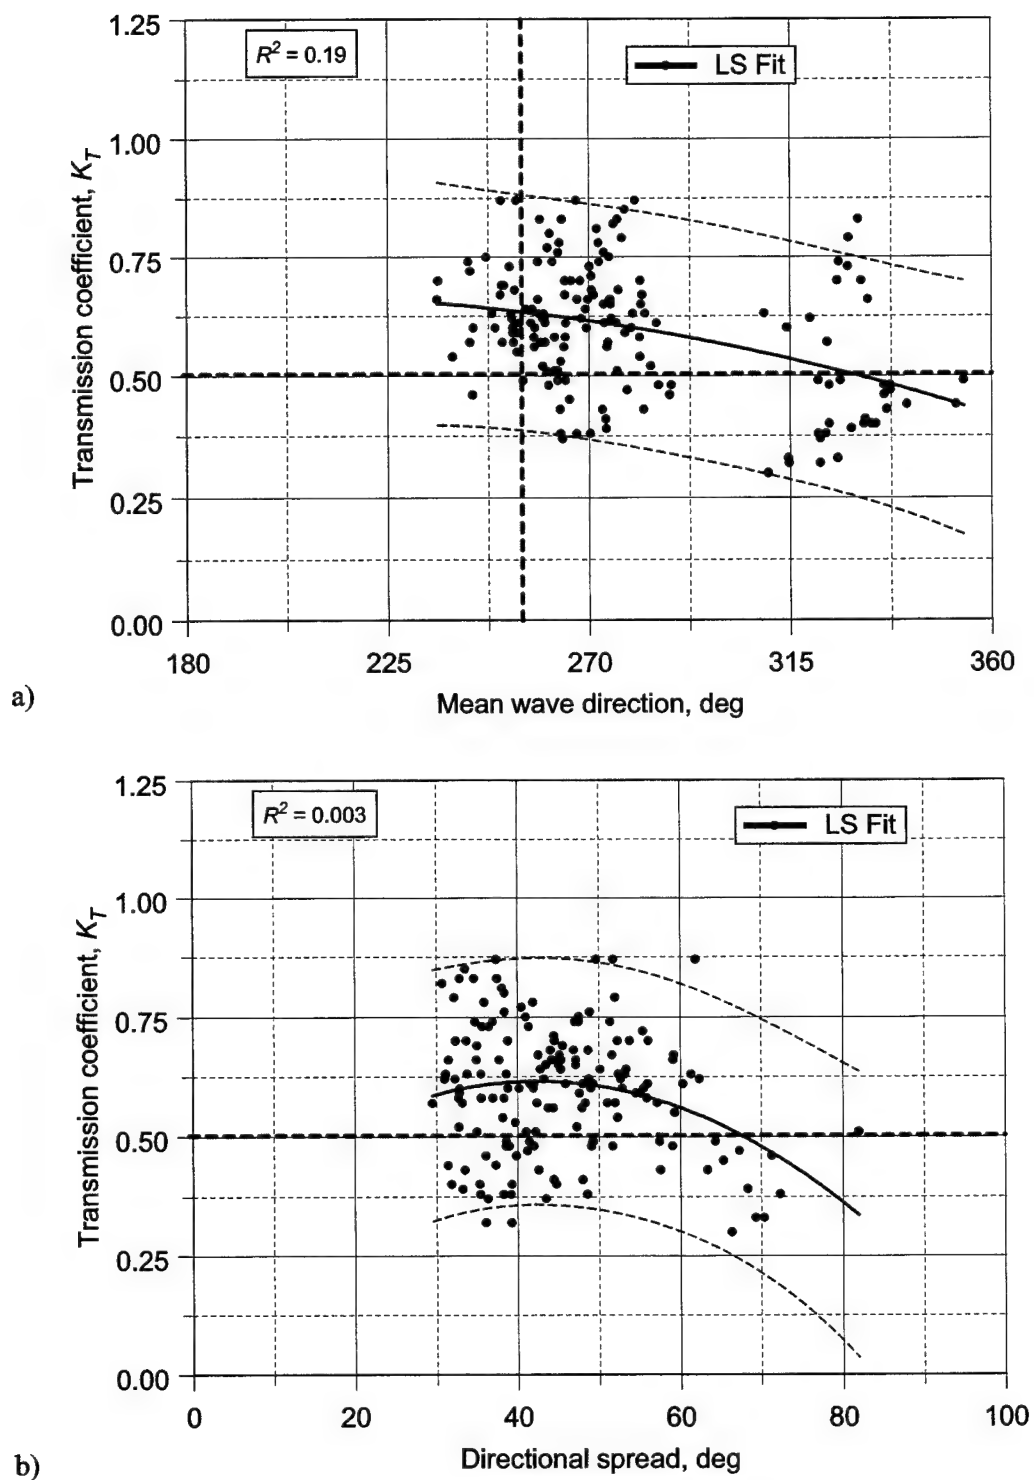 1.25
R² = 0.19
LS Fit
1.00
0.75
0.50
0.25
0.00
Transmission coefficient, K_T
180 225 270 315 360
Mean wave direction, deg
a)
1.25
R² = 0.003
LS Fit
1.00
0.75
0.50
0.25
0.00
Transmission coefficient, K_T
0 20 40 60 80 100
Directional spread, deg
b)